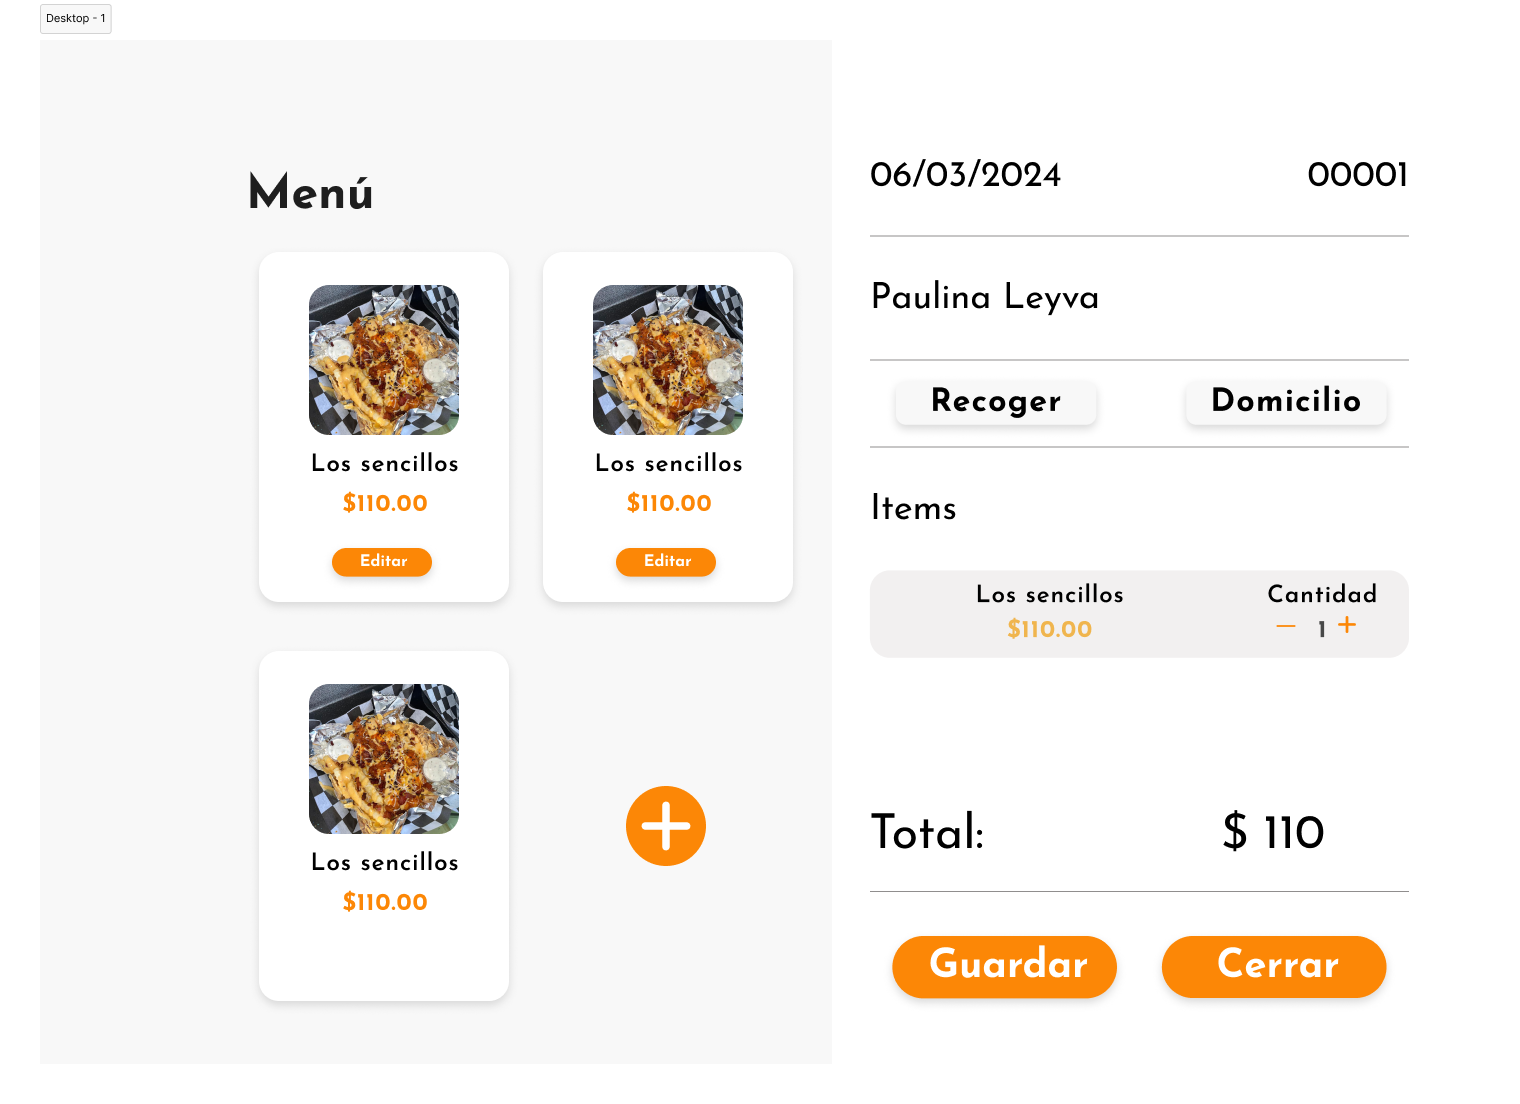 Desktop - 1
Menú
Los sencillos
$110.00
Editar
Los sencillos
$110.00
Editar
Los sencillos
$110.00
06/03/2024
00001
Paulina Leyva
Recoger
Domicilio
Items
Los sencillos
Cantidad
$110.00
— 1 +
Total:
$ 110
Guardar
Cerrar